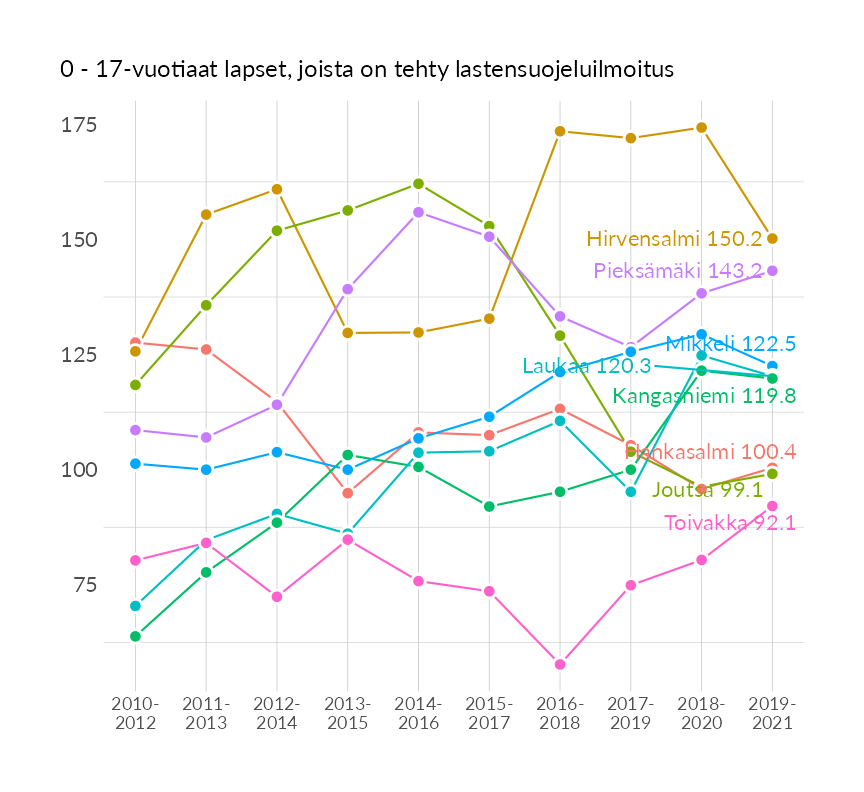 0 - 17-vuotiaat lapset, joista on tehty lastensuojeluilmoitus
175
150
125
100
75
Hirvensalmi 150.2
Pieksämäki 143.2
Mikkeli 122.5
Laukaa 120.3
Kangasniemi 119.8
Hankasalmi 100.4
Joutsa 99.1
Toivakka 92.1
2010- 2011- 2012- 2013- 2014- 2015- 2016- 2017- 2018- 2019-
2012 2013 2014 2015 2016 2017 2018 2019 2020 2021